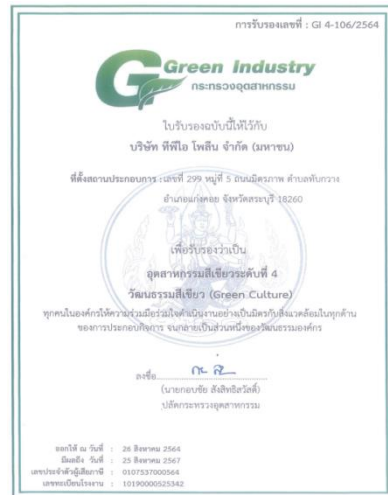 การรับรองเลขที่ : GI 4-106/2564
Green Industry
กระทรวงอุตสาหกรรม
ใบรับรองฉบับนี้ให้ไว้กับ
บริษัท ทีพีไอ โพลีน จำกัด (มหาชน)
ที่ตั้งสถานประกอบการ : เลขที่ 299 หมู่ที่ 5 ถนนมิตรภาพ ตำบลทับกวาง
อำเภอแก่งคอย จังหวัดสระบุรี 18260
เพื่อรับรองว่าเป็น
อุตสาหกรรมสีเขียวระดับที่ 4
วัฒนธรรมสีเขียว (Green Culture)
ทุกคนในองค์กรให้ความร่วมมือร่วมใจดำเนินงานอย่างเป็นมิตรกับสิ่งแวดล้อมในทุกด้าน
ของการประกอบกิจการ จนกลายเป็นส่วนหนึ่งของวัฒนธรรมองค์กร
ลงชื่อ
(นายกอบชัย สังสิทธิสวัสดิ์)
ปลัดกระทรวงอุตสาหกรรม
ออกให้ ณ วันที่ : 26 สิงหาคม 2564
มีผลถึง วันที่ : 25 สิงหาคม 2567
เลขประจำตัวผู้เสียภาษี : 0107537000564
เลขทะเบียนโรงงาน : 10190000525342